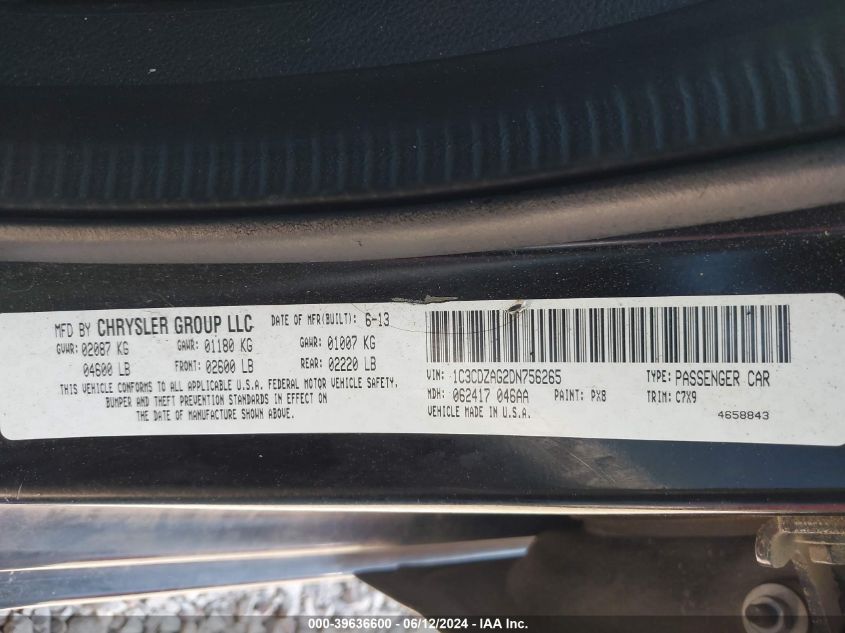 MFD BY CHRYSLER GROUP LLC DATE OF MFR(BUILT): 6-13
GVWR: 02087 KG GAWR: 01180 KG GAWR: 01007 KG
04600 LB FRONT: 02600 LB REAR: 02220 LB
THIS VEHICLE CONFORMS TO ALL APPLICABLE U.S.A. FEDERAL MOTOR VEHICLE SAFETY,
BUMPER AND THEFT PREVENTION STANDARDS IN EFFECT ON
THE DATE OF MANUFACTURE SHOWN ABOVE.
VIN: 1C3CDZAG2DN756265 TYPE: PASSENGER CAR
MDH: 062417 046AA PAINT: PX8 TRIM: C7X9
VEHICLE MADE IN U.S.A. 4658843
000-39636600 - 06/12/2024 - IAA Inc.